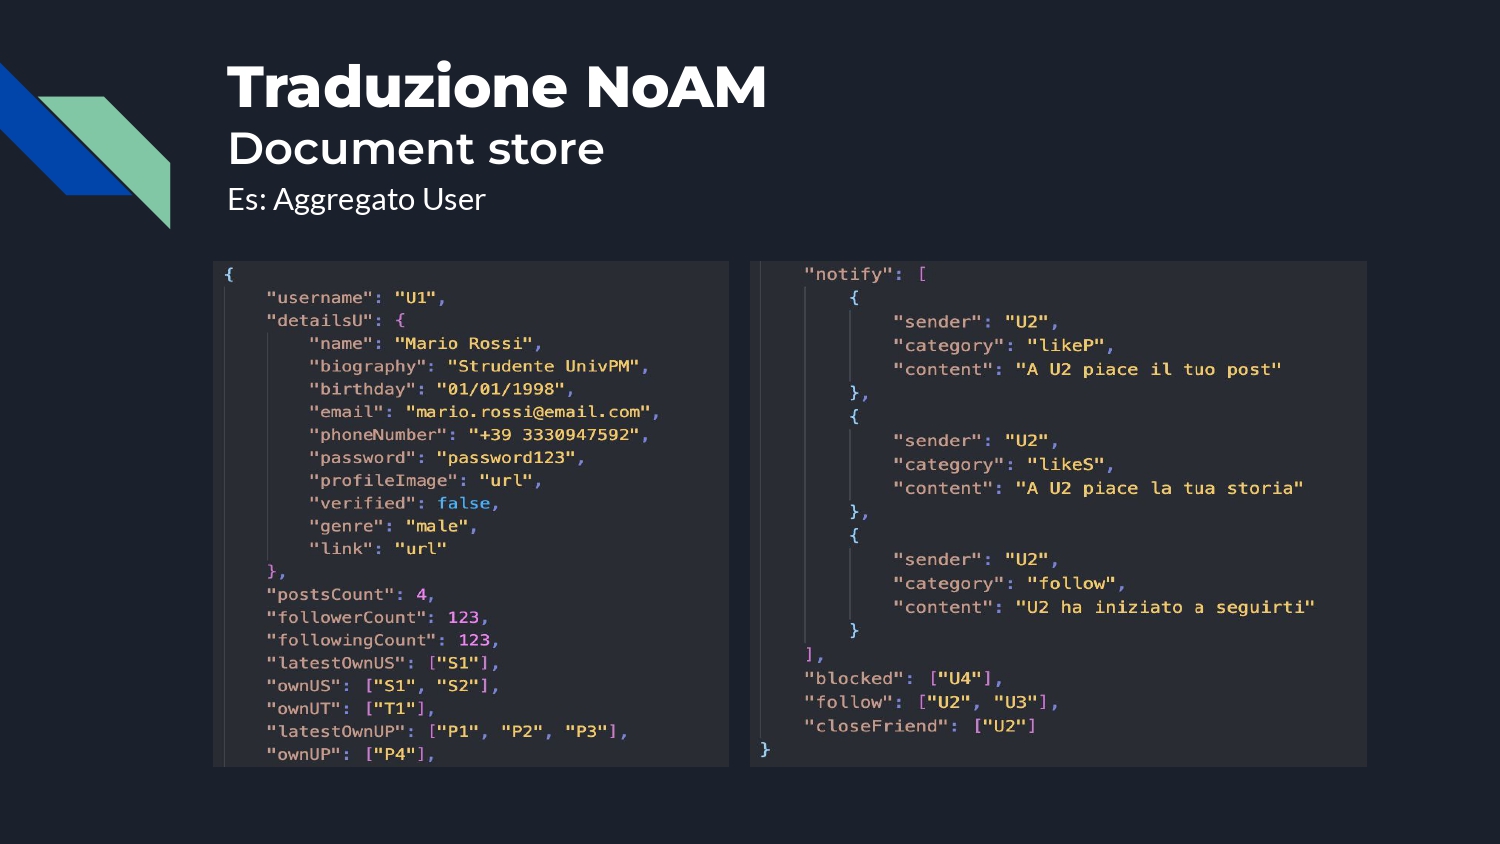 Traduzione NoAM
Document store
Es: Aggregato User
{
"username": "U1",
"detailsU": {
"name": "Mario Rossi",
"biography": "Strudente UnivPM",
"birthday": "01/01/1998",
"email": "mario.rossi@email.com",
"phoneNumber": "+39 3330947592",
"password": "password123",
"profileImage": "url",
"verified": false,
"genre": "male",
"link": "url"
},
"postsCount": 4,
"followerCount": 123,
"followingCount": 123,
"latestOwnUS": ["S1"],
"ownUS": ["S1", "S2"],
"ownUT": ["T1"],
"latestOwnUP": ["P1", "P2", "P3"],
"ownUP": ["P4"],
"notify": [
{
"sender": "U2",
"category": "likeP",
"content": "A U2 piace il tuo post"
},
{
"sender": "U2",
"category": "likeS",
"content": "A U2 piace la tua storia"
},
{
"sender": "U2",
"category": "follow",
"content": "U2 ha iniziato a seguirti"
}
],
"blocked": ["U4"],
"follow": ["U2", "U3"],
"closeFriend": ["U2"]
}